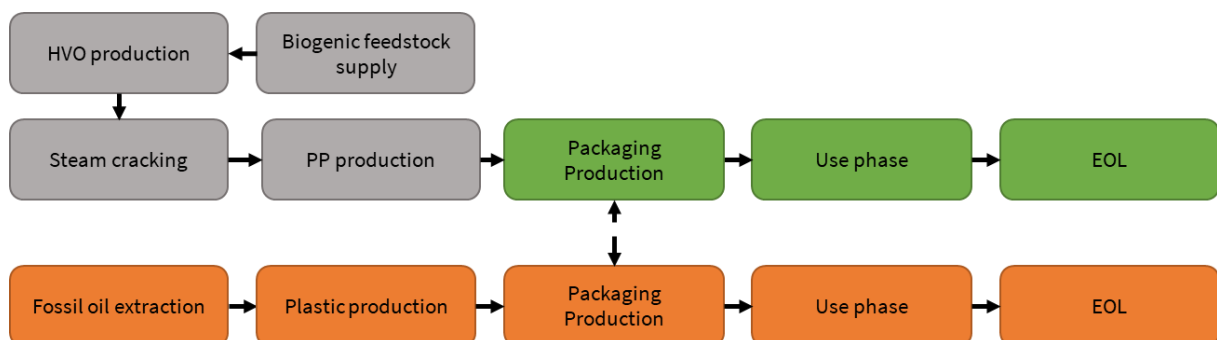 HVO production
Biogenic feedstock
supply
Steam cracking
PP production
Packaging
Production
Use phase
EOL
Fossil oil extraction
Plastic production
Packaging
Production
Use phase
EOL